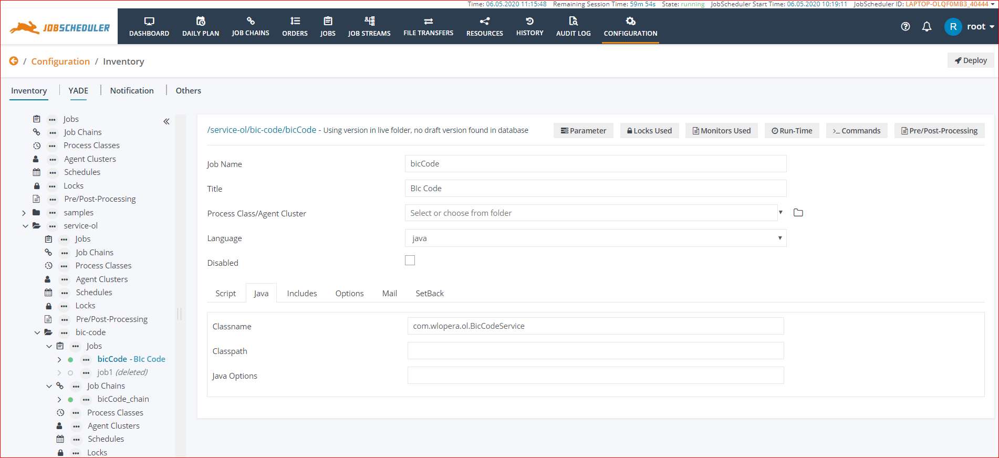 Time: 06.05.2020 11:15:48 Remaining Session Time: 59m 54s State: running JobScheduler Start Time: 06.05.2020 10:19:11 JobScheduler ID: LAPTOP-OLQF0MB3_40444
JOBSCHEDULER DASHBOARD DAILY PLAN JOB CHAINS ORDERS JOBS JOB STREAMS FILE TRANSFERS RESOURCES HISTORY AUDIT LOG CONFIGURATION R root
/ Configuration / Inventory Deploy
Inventory YADE Notification Others
Jobs
Job Chains
Process Classes
Agent Clusters
Schedules
Locks
Pre/Post-Processing
samples
service-ol
Jobs
Job Chains
Process Classes
Agent Clusters
Schedules
Locks
Pre/Post-Processing
bic-code
Jobs
bicCode - BIc Code
job1 (deleted)
Job Chains
bicCode_chain
Process Classes
Agent Clusters
Schedules
Locks
/service-ol/bic-code/bicCode - Using version in live folder, no draft version found in database Parameter Locks Used Monitors Used Run-Time Commands Pre/Post-Processing
Job Name bicCode
Title BIc Code
Process Class/Agent Cluster Select or choose from folder
Language java
Disabled
Script Java Includes Options Mail SetBack
Classname com.wlopera.ol.BicCodeService
Classpath
Java Options